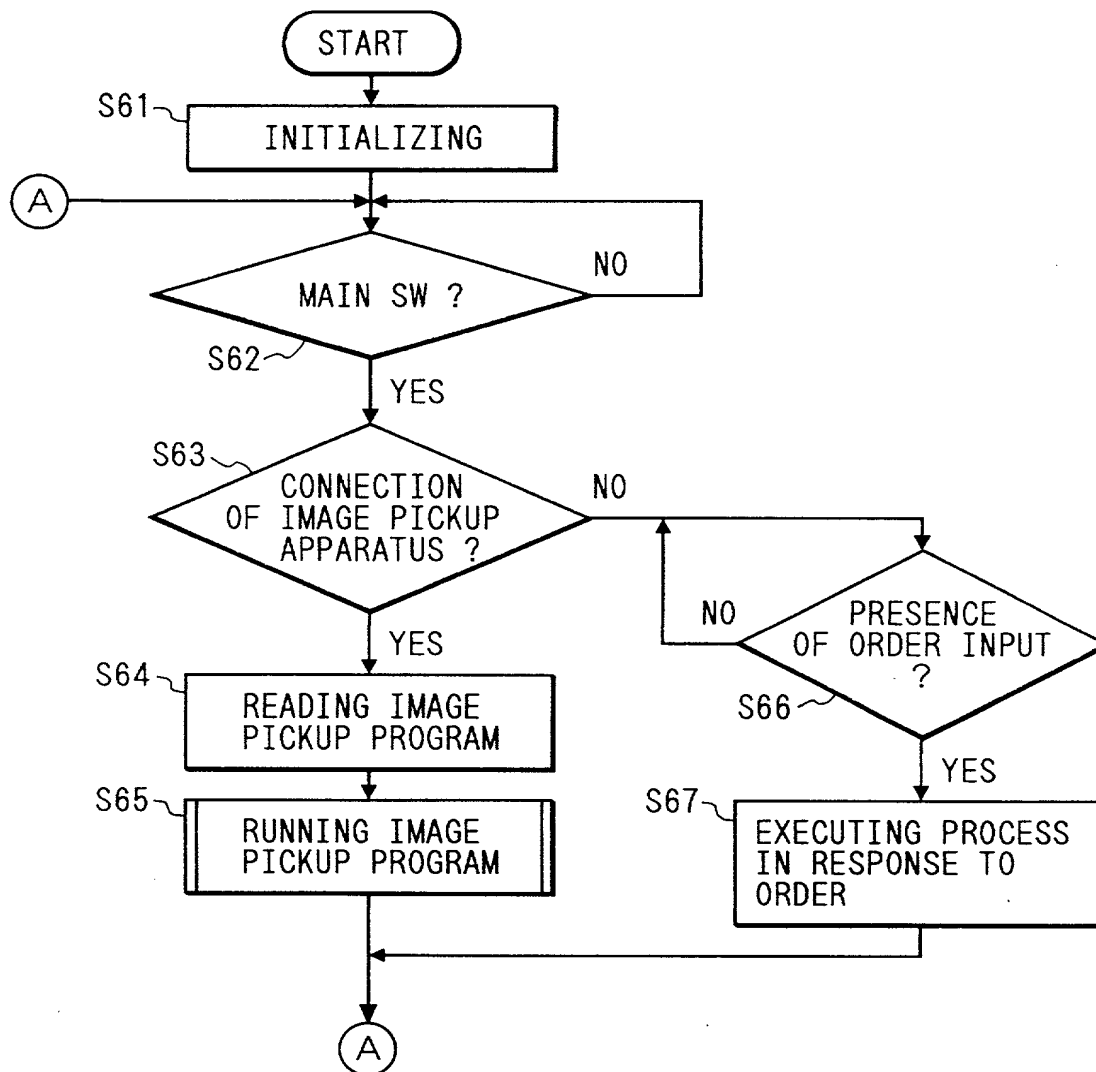 START
S61
INITIALIZING
A
NO
MAIN SW ?
S62
YES
S63
CONNECTION
OF IMAGE PICKUP
APPARATUS ?
NO
NO
PRESENCE
OF ORDER INPUT
?
S66
YES
S64
READING IMAGE
PICKUP PROGRAM
YES
S65
RUNNING IMAGE
PICKUP PROGRAM
S67
EXECUTING PROCESS
IN RESPONSE TO
ORDER
A